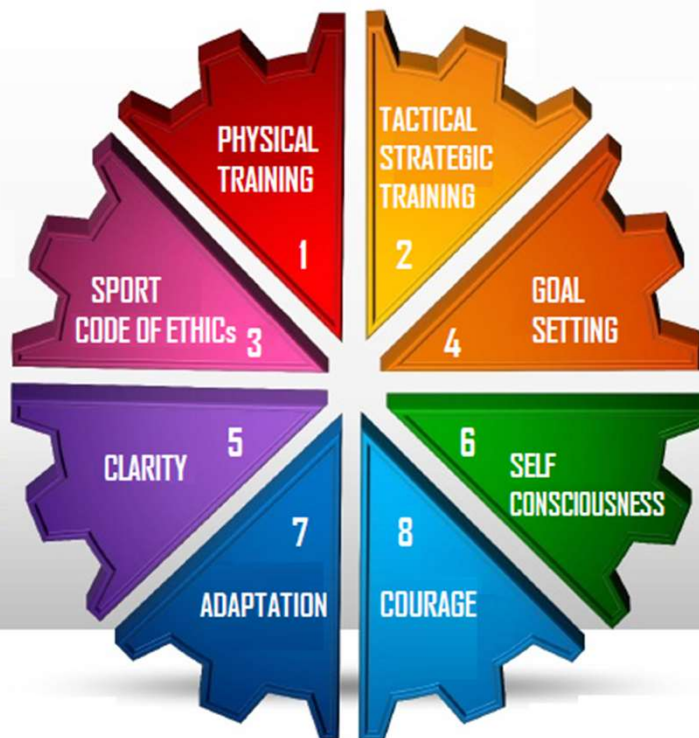 PHYSICAL
TRAINING
1
TACTICAL
STRATEGIC
TRAINING
2
SPORT
CODE OF ETHICs 3
GOAL
SETTING
4
CLARITY
5
6
SELF
CONSCIOUSNESS
7
ADAPTATION
8
COURAGE